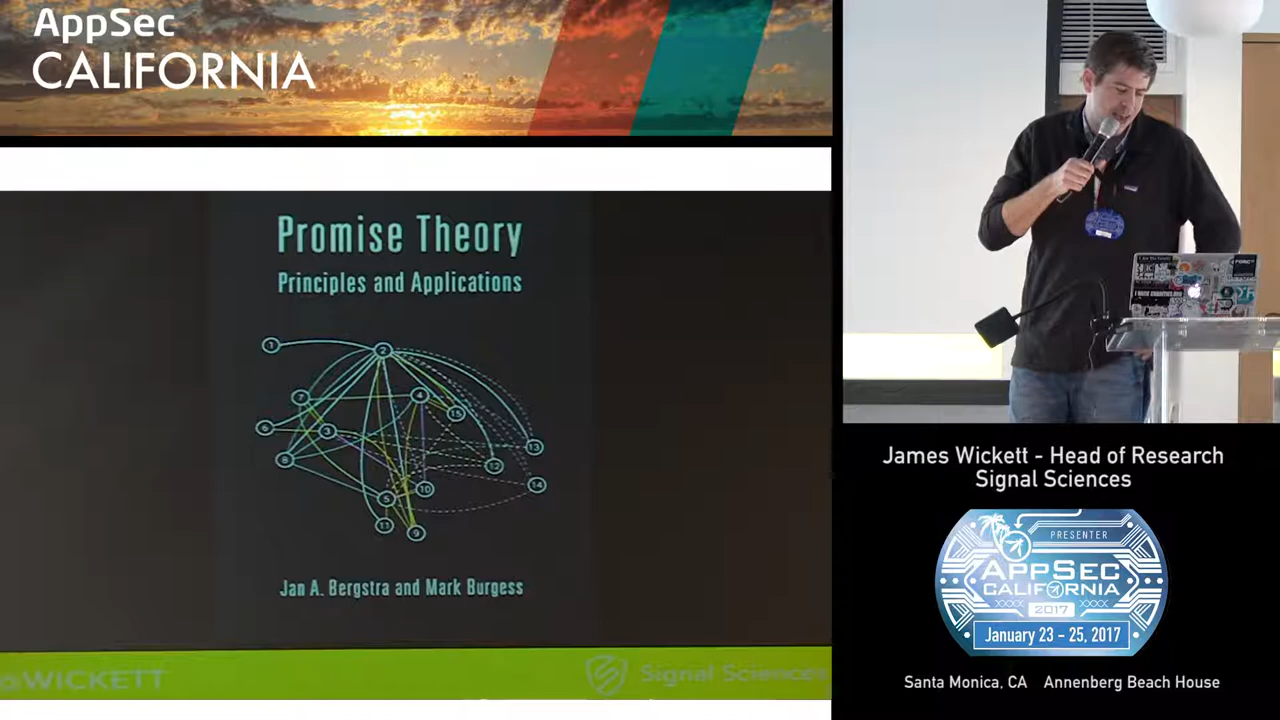 AppSec
CALIFORNIA
Promise Theory
Principles and Applications
1
2
7
4
15
6
3
13
8
12
14
10
5
11
9
Jan A. Bergstra and Mark Burgess
WICKETT
Signal Sciences
James Wickett - Head of Research
Signal Sciences
PRESENTER
APPSEC
CALIFORNIA
2017
January 23 - 25, 2017
Santa Monica, CA Annenberg Beach House